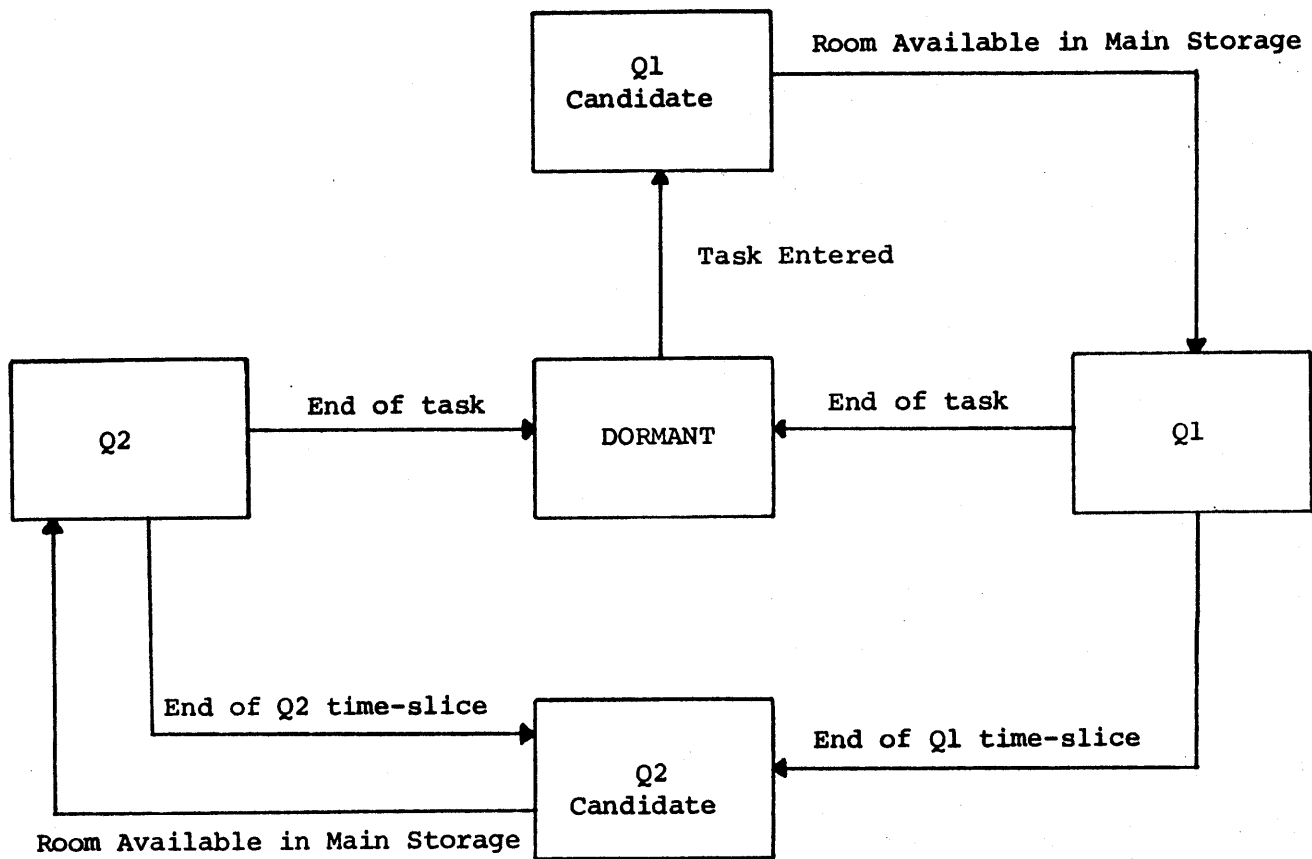 Room Available in Main Storage
Q1
Candidate
Task Entered
End of task
End of task
Q2
DORMANT
Q1
End of Q2 time-slice
End of Q1 time-slice
Q2
Candidate
Room Available in Main Storage